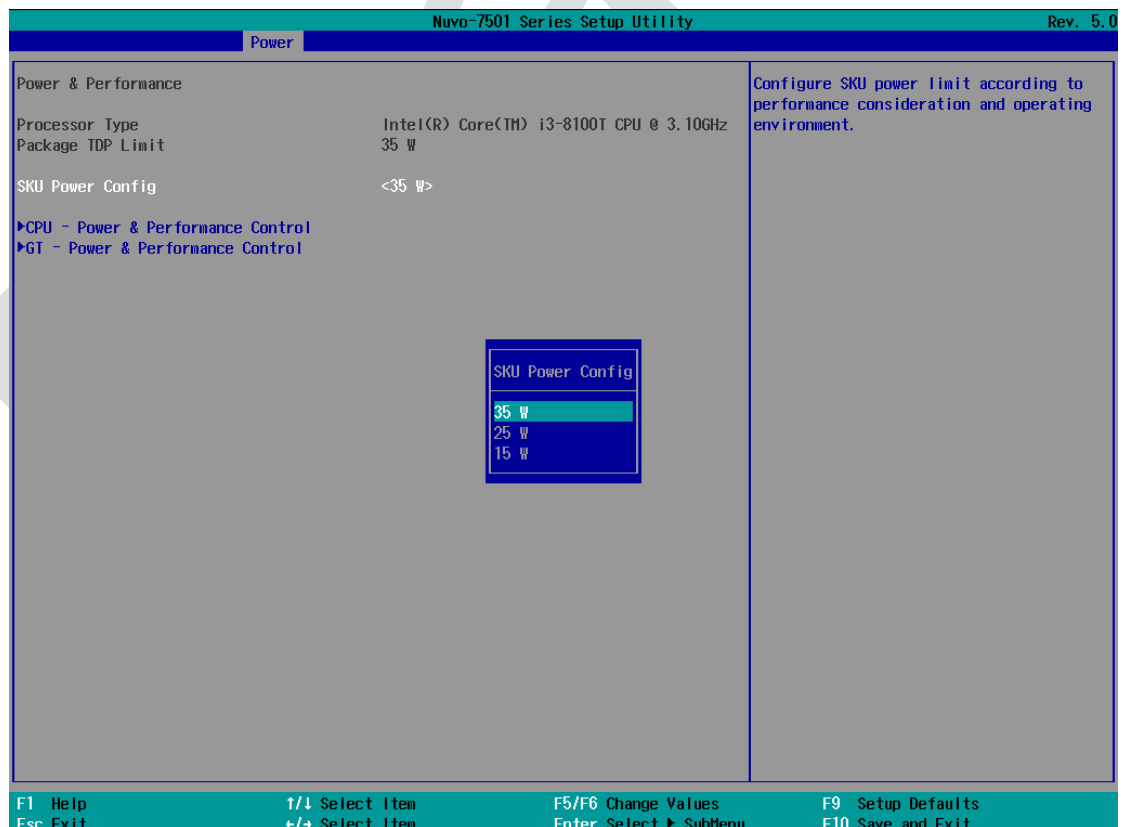 Nuvo-7501 Series Setup Utility Rev. 5.0
Power
Power & Performance
Processor Type Intel(R) Core(TM) i3-8100T CPU @ 3.10GHz
Package TDP Limit 35 W
SKU Power Config <35 W>
▶CPU - Power & Performance Control
▶GT - Power & Performance Control
Configure SKU power limit according to
performance consideration and operating
environment.
SKU Power Config
35 W
25 W
15 W
F1 Help ↑/↓ Select Item F5/F6 Change Values F9 Setup Defaults
Esc Exit ←/→ Select Item Enter Select ▶ SubMenu F10 Save and Exit